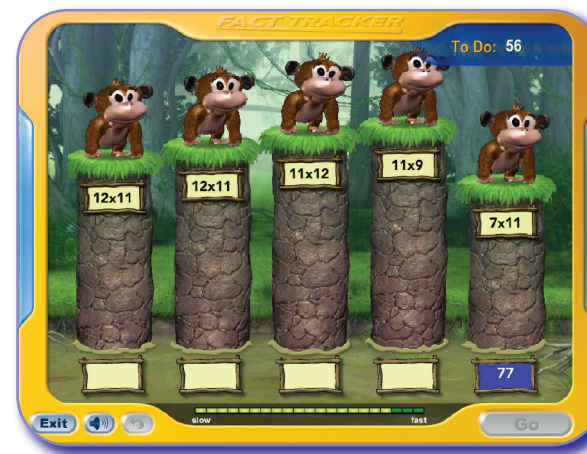 FACT TRACKER
To Do: 56
12x11
12x11
11x12
11x9
7x11
77
Exit
slow
fast
Go